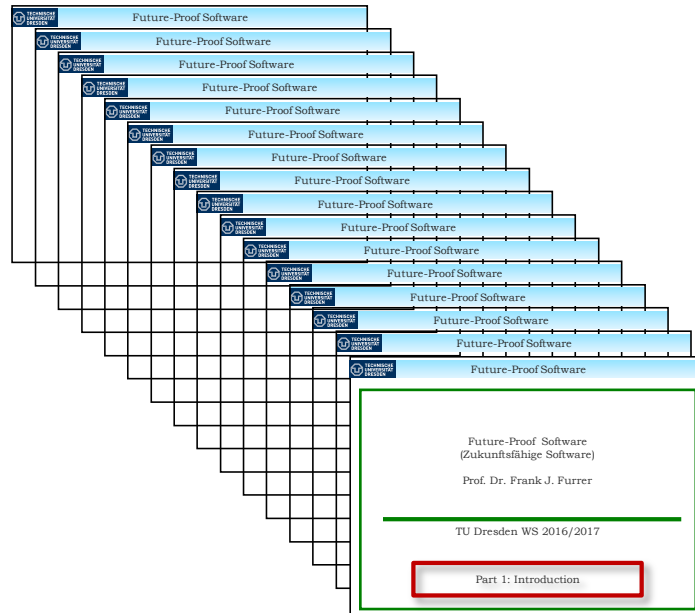 TECHNISCHE
UNIVERSITÄT
DRESDEN
Future-Proof Software
TECHNISCHE
UNIVERSITÄT
DRESDEN
Future-Proof Software
TECHNISCHE
UNIVERSITÄT
DRESDEN
Future-Proof Software
TECHNISCHE
UNIVERSITÄT
DRESDEN
Future-Proof Software
TECHNISCHE
UNIVERSITÄT
DRESDEN
Future-Proof Software
TECHNISCHE
UNIVERSITÄT
DRESDEN
Future-Proof Software
TECHNISCHE
UNIVERSITÄT
DRESDEN
Future-Proof Software
TECHNISCHE
UNIVERSITÄT
DRESDEN
Future-Proof Software
TECHNISCHE
UNIVERSITÄT
DRESDEN
Future-Proof Software
TECHNISCHE
UNIVERSITÄT
DRESDEN
Future-Proof Software
TECHNISCHE
UNIVERSITÄT
DRESDEN
Future-Proof Software
TECHNISCHE
UNIVERSITÄT
DRESDEN
Future-Proof Software
TECHNISCHE
UNIVERSITÄT
DRESDEN
Future-Proof Software
TECHNISCHE
UNIVERSITÄT
DRESDEN
Future-Proof Software
TECHNISCHE
UNIVERSITÄT
DRESDEN
Future-Proof Software
TECHNISCHE
UNIVERSITÄT
DRESDEN
Future-Proof Software
Future-Proof Software
(Zukunftsfähige Software)
Prof. Dr. Frank J. Furrer
TU Dresden WS 2016/2017
Part 1: Introduction